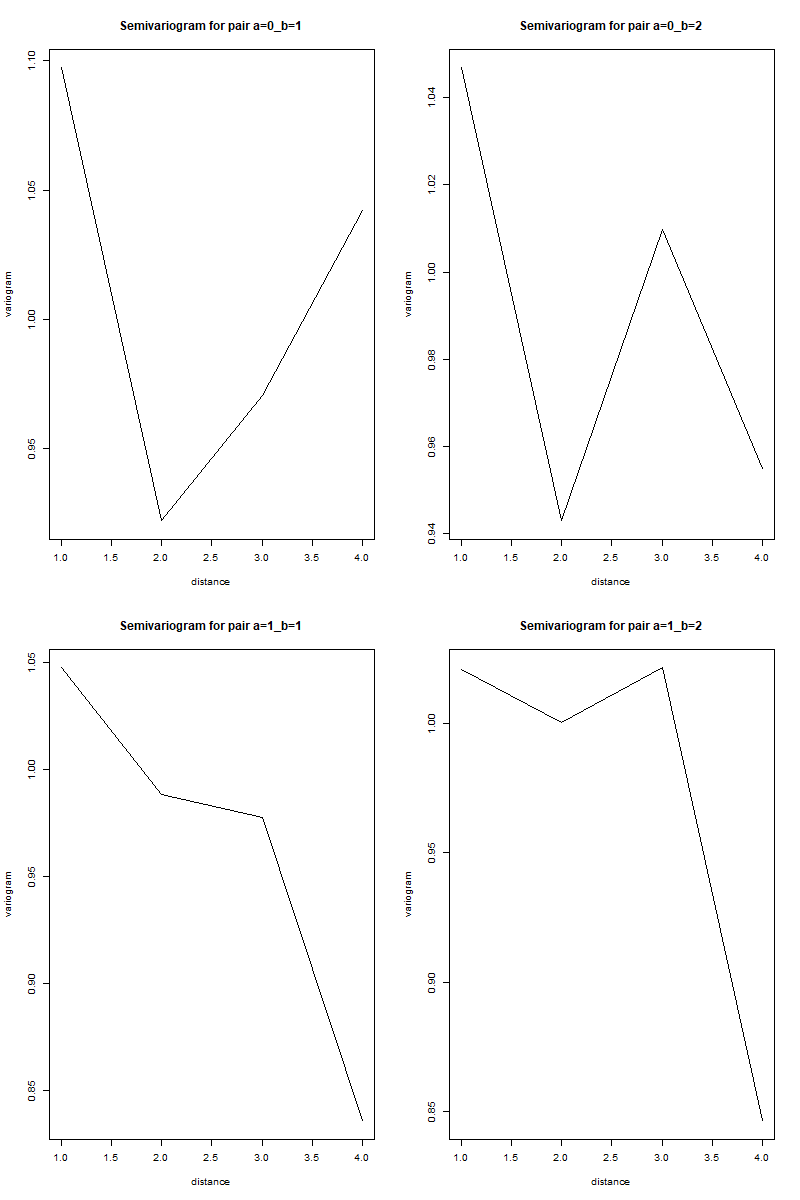 Semivariogram for pair a=0_b=1
variogram
1.10
1.05
1.00
0.95
1.0 1.5 2.0 2.5 3.0 3.5 4.0
distance
Semivariogram for pair a=0_b=2
variogram
1.04
1.02
1.00
0.98
0.96
0.94
1.0 1.5 2.0 2.5 3.0 3.5 4.0
distance
Semivariogram for pair a=1_b=1
variogram
1.05
1.00
0.95
0.90
0.85
1.0 1.5 2.0 2.5 3.0 3.5 4.0
distance
Semivariogram for pair a=1_b=2
variogram
1.00
0.95
0.90
0.85
1.0 1.5 2.0 2.5 3.0 3.5 4.0
distance